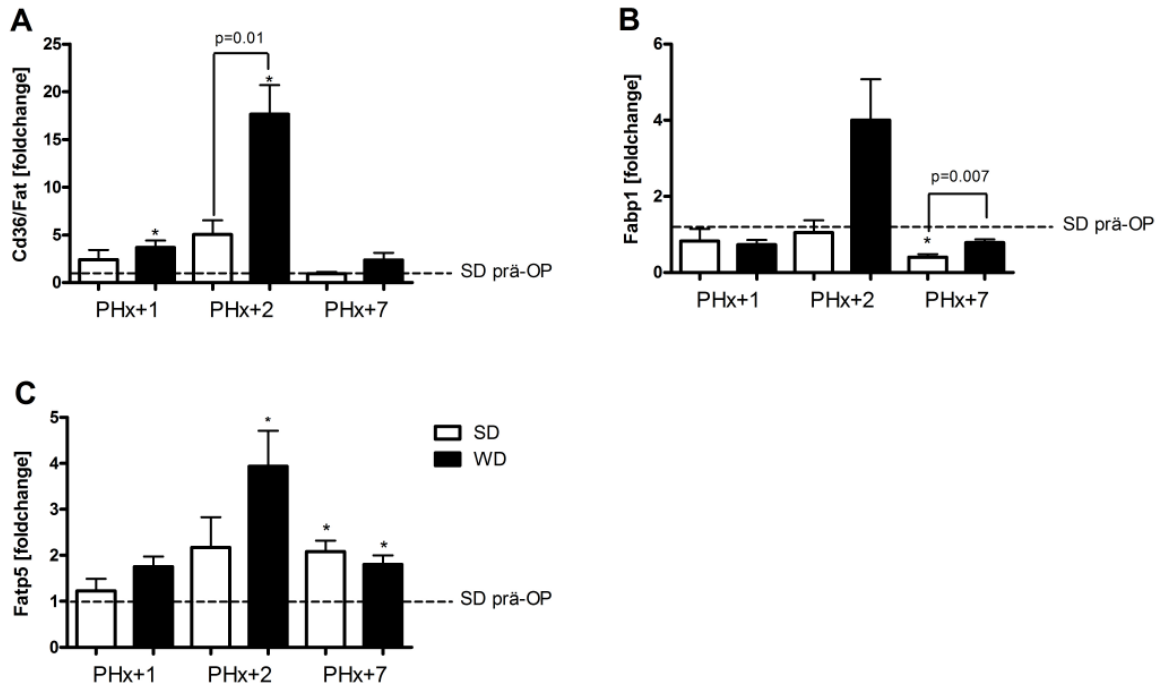 A
Cd36/Fat [foldchange]
25
20
15
10
5
0
p=0.01
*
*
SD prä-OP
PHx+1 PHx+2 PHx+7
B
Fabp1 [foldchange]
6
4
2
0
p=0.007
*
SD prä-OP
PHx+1 PHx+2 PHx+7
C
Fatp5 [foldchange]
5
4
3
2
1
0
*
*
*
SD
WD
SD prä-OP
PHx+1 PHx+2 PHx+7